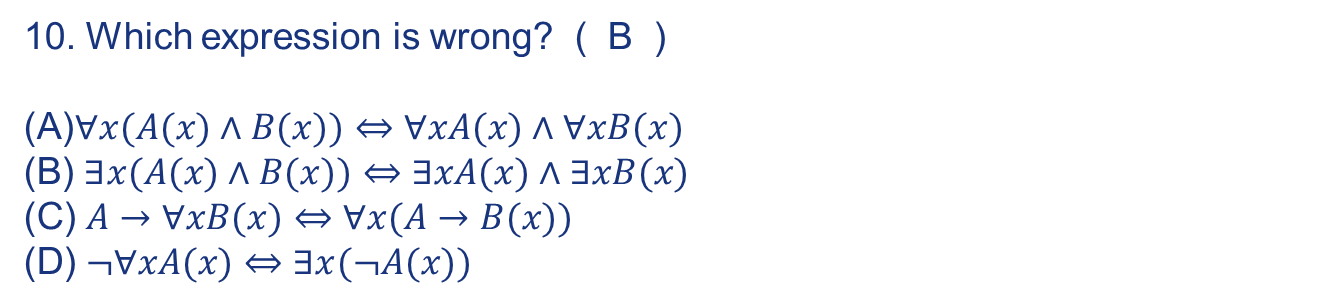 10. Which expression is wrong? ( B )
(A)∀x(A(x) ∧ B(x)) ⇔ ∀xA(x) ∧ ∀xB(x)
(B) ∃x(A(x) ∧ B(x)) ⇔ ∃xA(x) ∧ ∃xB(x)
(C) A → ∀xB(x) ⇔ ∀x(A → B(x))
(D) ¬∀xA(x) ⇔ ∃x(¬A(x))